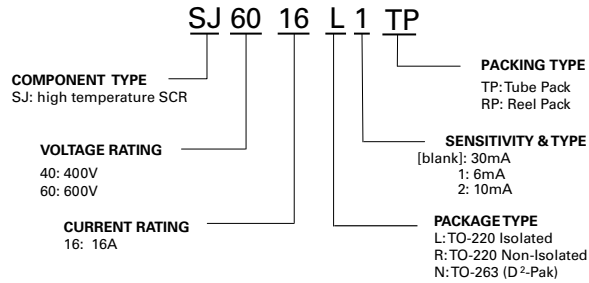 SJ 60 16 L 1 TP
COMPONENT TYPE
SJ: high temperature SCR
VOLTAGE RATING
40: 400V
60: 600V
CURRENT RATING
16: 16A
PACKING TYPE
TP: Tube Pack
RP: Reel Pack
SENSITIVITY & TYPE
[blank]: 30mA
1: 6mA
2: 10mA
PACKAGE TYPE
L: TO-220 Isolated
R: TO-220 Non-Isolated
N: TO-263 (D²-Pak)